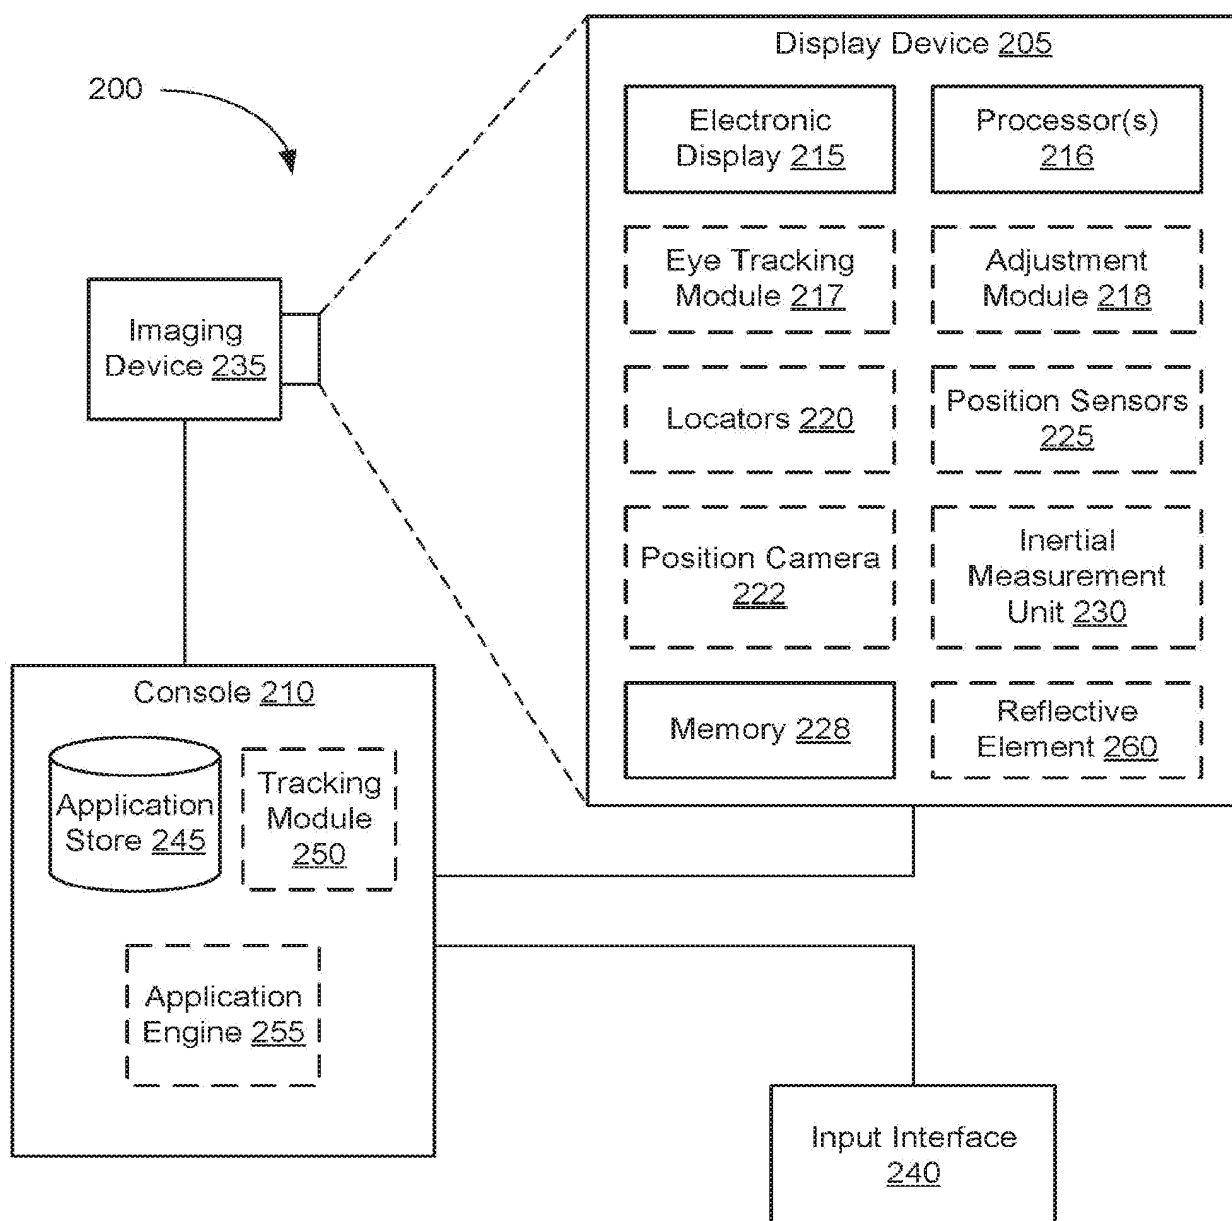 200
Display Device 205
Electronic
Display 215
Processor(s)
216
Eye Tracking
Module 217
Adjustment
Module 218
Imaging
Device 235
Locators 220
Position Sensors
225
Position Camera
222
Inertial
Measurement
Unit 230
Memory 228
Reflective
Element 260
Console 210
Application
Store 245
Tracking
Module
250
Application
Engine 255
Input Interface
240